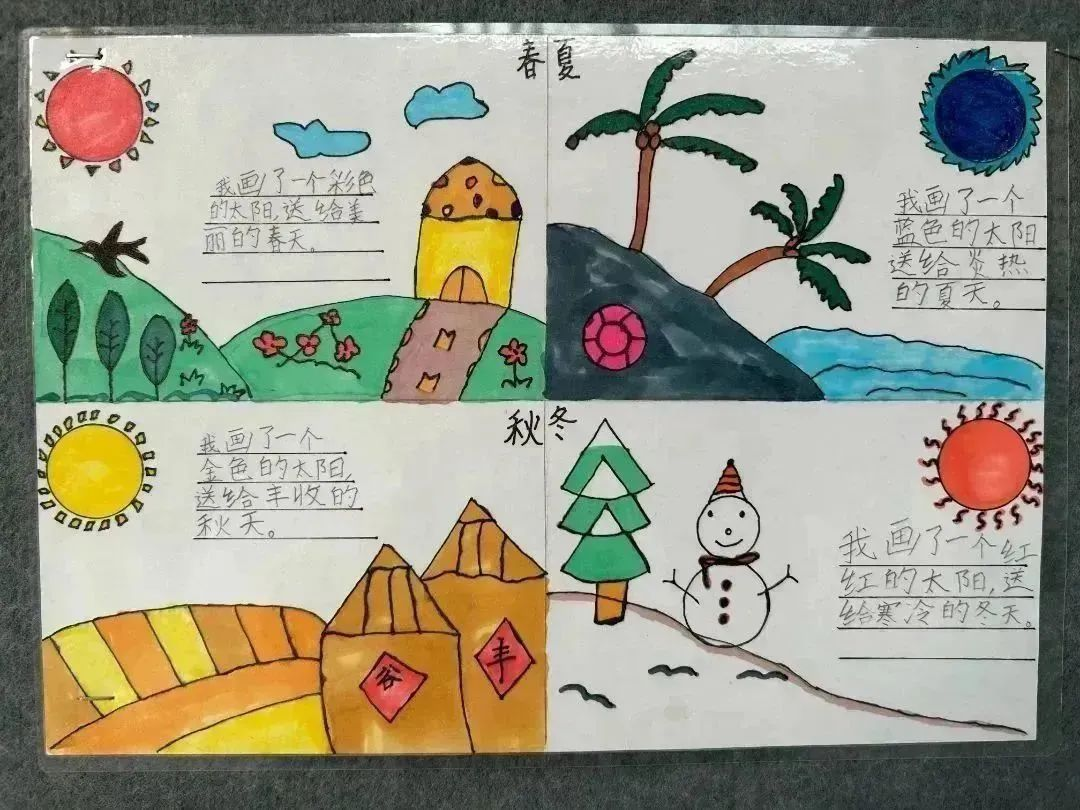 春夏
我画了一个彩色
的太阳,送给美
丽的春天。
我画了一个
蓝色的太阳
送给炎热
的夏天。
秋冬
我画了一个
金色的太阳,
送给丰收的
秋天。
谷
丰
我画了一个红
红的太阳,送
给寒冷的冬天。